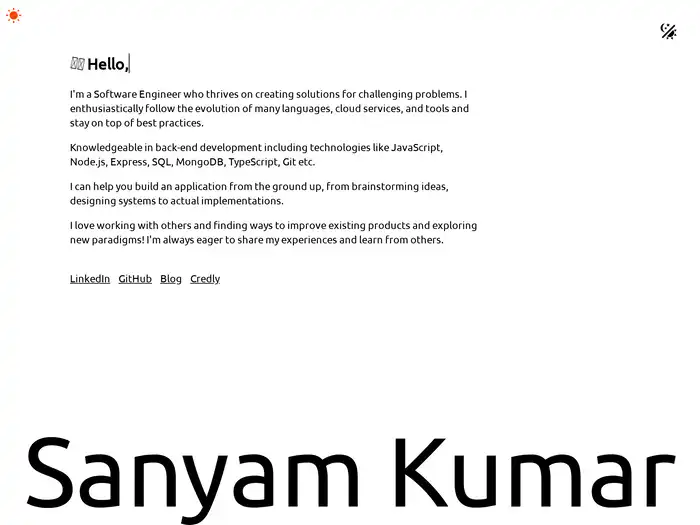 Hello,
I'm a Software Engineer who thrives on creating solutions for challenging problems. I
enthusiastically follow the evolution of many languages, cloud services, and tools and
stay on top of best practices.
Knowledgeable in back-end development including technologies like JavaScript,
Node.js, Express, SQL, MongoDB, TypeScript, Git etc.
I can help you build an application from the ground up, from brainstorming ideas,
designing systems to actual implementations.
I love working with others and finding ways to improve existing products and exploring
new paradigms! I'm always eager to share my experiences and learn from others.
LinkedIn GitHub Blog Credly
Sanyam Kumar